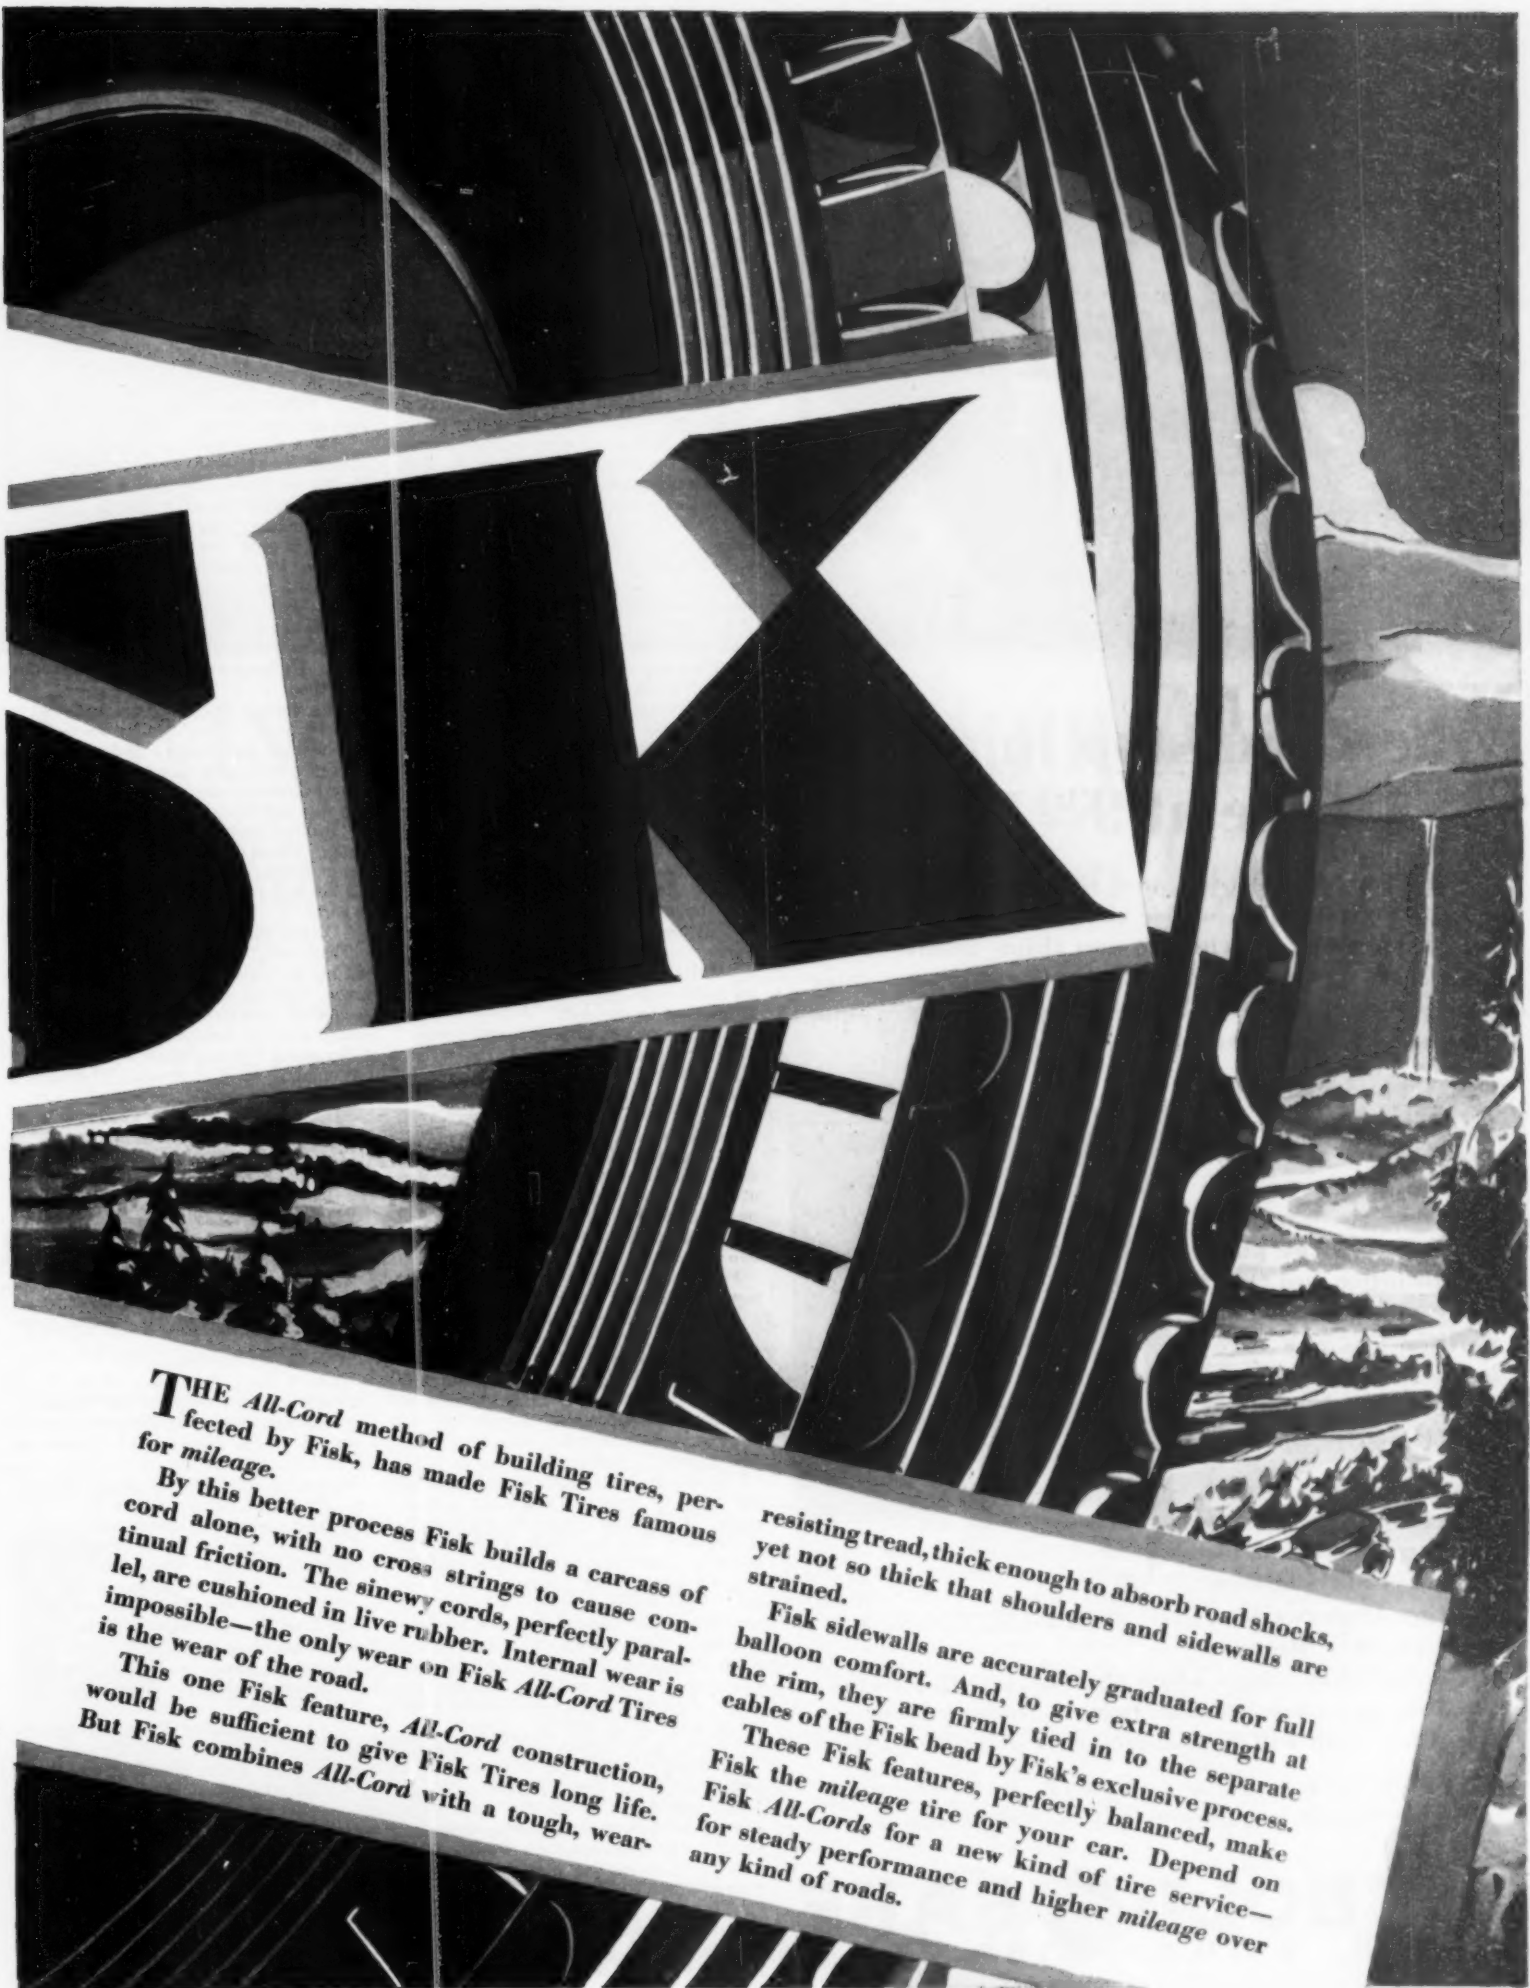 SK
THE All-Cord method of building tires, per-
fected by Fisk, has made Fisk Tires famous
for mileage.
By this better process Fisk builds a carcass of
cord alone, with no cross strings to cause con-
tinual friction. The sinewy cords, perfectly paral-
lel, are cushioned in live rubber. Internal wear is
impossible—the only wear on Fisk All-Cord Tires
is the wear of the road.
This one Fisk feature, All-Cord construction,
would be sufficient to give Fisk Tires long life.
But Fisk combines All-Cord with a tough, wear-
resisting tread, thick enough to absorb road shocks,
yet not so thick that shoulders and sidewalls are
strained.
Fisk sidewalls are accurately graduated for full
balloon comfort. And, to give extra strength at
the rim, they are firmly tied in to the separate
cables of the Fisk bead by Fisk's exclusive process.
These Fisk features, perfectly balanced, make
Fisk the mileage tire for your car. Depend on
Fisk All-Cords for a new kind of tire service—
for steady performance and higher mileage over
any kind of roads.